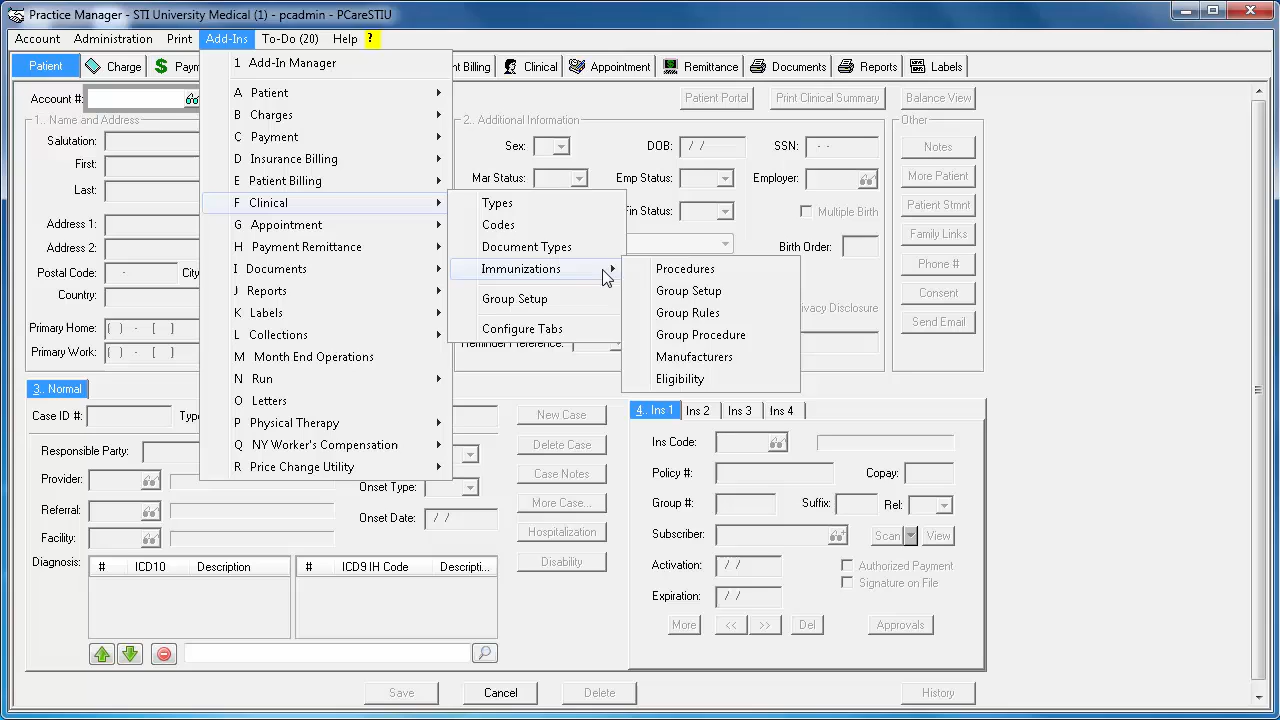 Practice Manager - STI University Medical (1) - pcadmin - PCareSTIU
Account Administration Print Add-Ins To-Do (20) Help ?
Patient Charge Paym nt Billing Clinical Appointment Remittance Documents Reports Labels
1 Add-In Manager
A Patient
B Charges
C Payment
D Insurance Billing
E Patient Billing
F Clinical
G Appointment
H Payment Remittance
I Documents
J Reports
K Labels
L Collections
M Month End Operations
N Run
O Letters
P Physical Therapy
Q NY Worker's Compensation
R Price Change Utility
Types
Codes
Document Types
Immunizations
Group Setup
Configure Tabs
Procedures
Group Setup
Group Rules
Group Procedure
Manufacturers
Eligibility
Account #:
Patient Portal Print Clinical Summary Balance View
1.. Name and Address
Salutation:
First:
Last:
Address 1:
Address 2:
Postal Code: - City
Country:
Primary Home: ( ) - [ ]
Primary Work: ( ) - [ ]
2.. Additional Information
Sex: DOB: / / SSN: - -
Mar Status: Emp Status: Employer:
Fin Status: Multiple Birth
Birth Order:
ivacy Disclosure
Reminder Preference:
Other
Notes
More Patient
Patient Stmnt
Family Links
Phone #
Consent
Send Email
3.. Normal
Case ID #: Type
Responsible Party:
Provider:
Referral:
Facility:
Onset Type:
Onset Date: / /
Diagnosis: # ICD10 Description # ICD9 IH Code Descripti...
New Case
Delete Case
Case Notes
More Case...
Hospitalization
Disability
4.. Ins 1 Ins 2 Ins 3 Ins 4
Ins Code:
Policy #: Copay:
Group #: Suffix: Rel:
Subscriber: Scan View
Activation: / / Authorized Payment
Signature on File
Expiration: / /
More << >> Del Approvals
Save Cancel Delete History